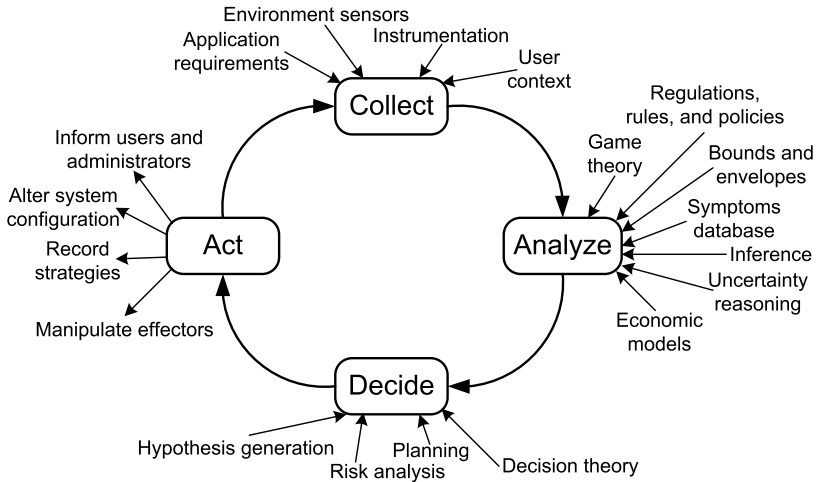 Environment sensors
Application
requirements
Instrumentation
User
context
Collect
Regulations,
rules, and policies
Game
theory
Bounds and
envelopes
Symptoms
database
Inference
Uncertainty
reasoning
Economic
models
Analyze
Inform users and
administrators
Alter system
configuration
Record
strategies
Manipulate effectors
Act
Decide
Hypothesis generation
Risk analysis
Planning
Decision theory